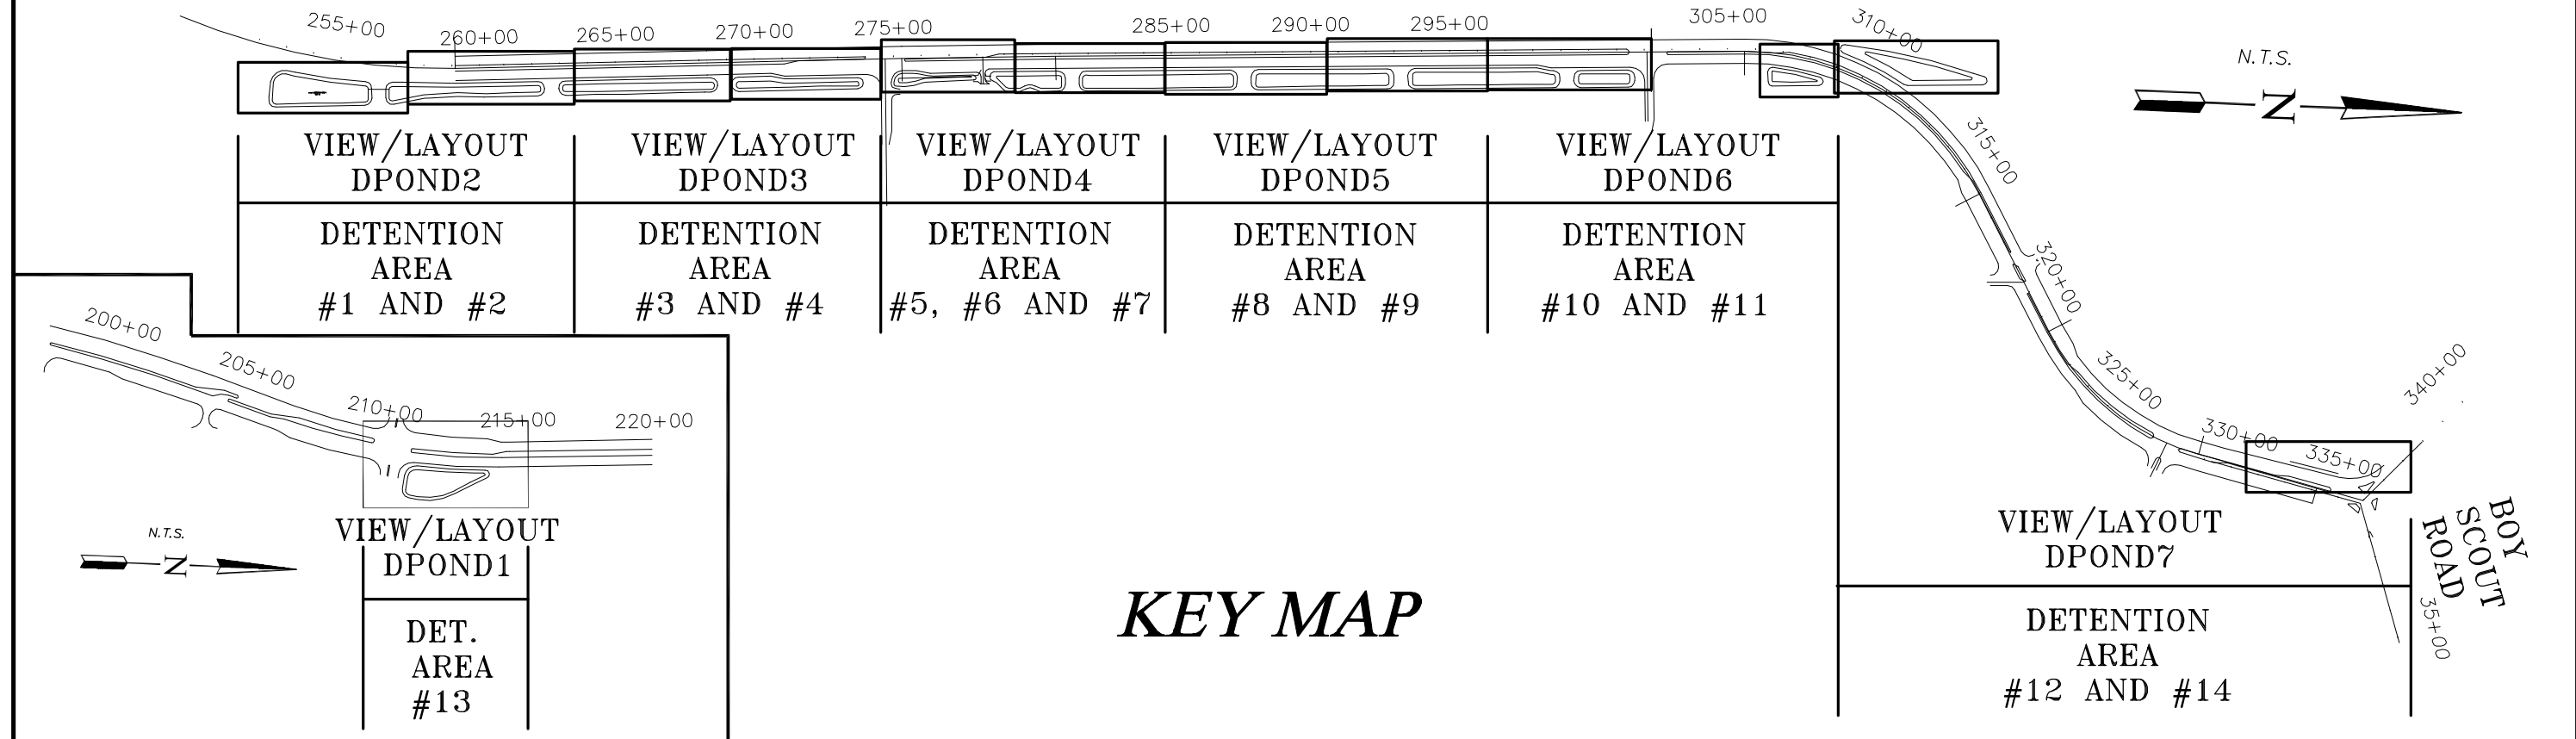 255+00
260+00
265+00
270+00
275+00
285+00
290+00
295+00
305+00
310+00
N.T.S.
N
315+00
320+00
325+00
330+00
335+00
340+00
35+00
BOY
SCOUT
ROAD
VIEW/LAYOUT
DPOND2
DETENTION
AREA
#1 AND #2
VIEW/LAYOUT
DPOND3
DETENTION
AREA
#3 AND #4
VIEW/LAYOUT
DPOND4
DETENTION
AREA
#5, #6 AND #7
VIEW/LAYOUT
DPOND5
DETENTION
AREA
#8 AND #9
VIEW/LAYOUT
DPOND6
DETENTION
AREA
#10 AND #11
VIEW/LAYOUT
DPOND7
DETENTION
AREA
#12 AND #14
200+00
205+00
210+00
215+00
220+00
N.T.S.
N
VIEW/LAYOUT
DPOND1
DET.
AREA
#13
KEY MAP